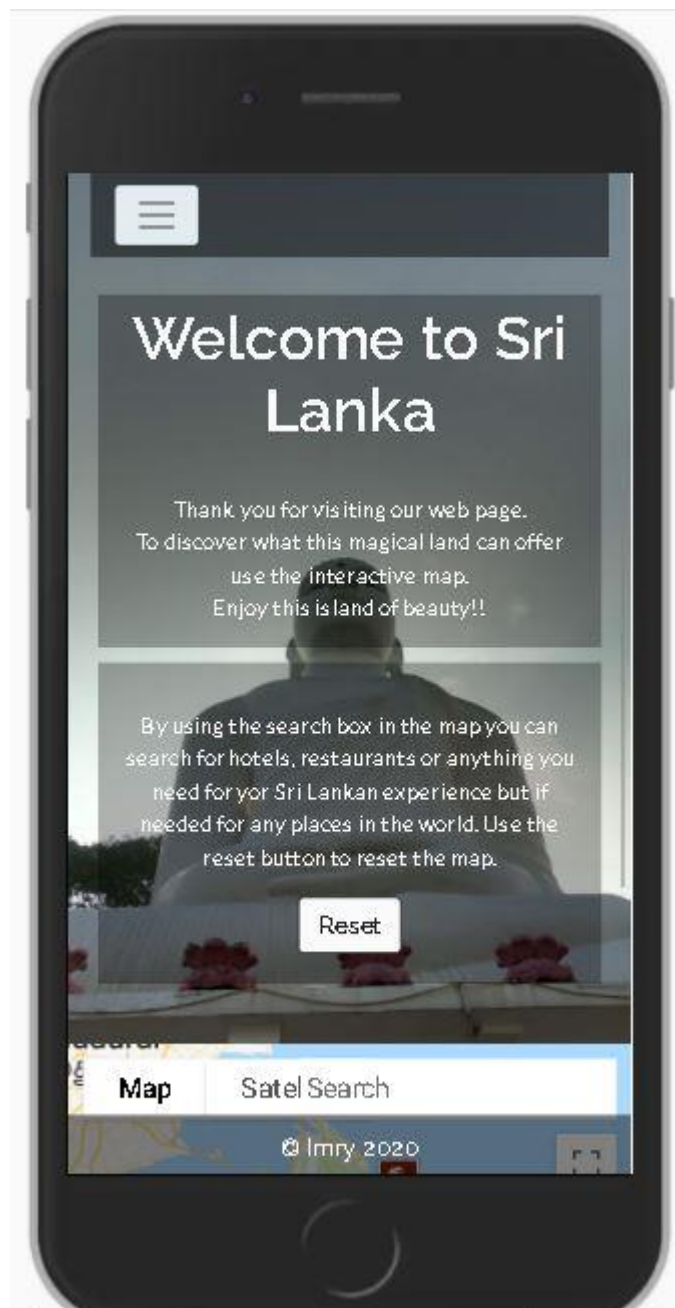 Welcome to Sri
Lanka
Thank you for visiting our web page.
To discover what this magical land can offer
use the interactive map.
Enjoy this island of beauty!!
By using the search box in the map you can
search for hotels, restaurants or anything you
need for yor Sri Lankan experience but if
needed for any places in the world. Use the
reset button to reset the map.
Reset
Map Satel Search
© Imry 2020